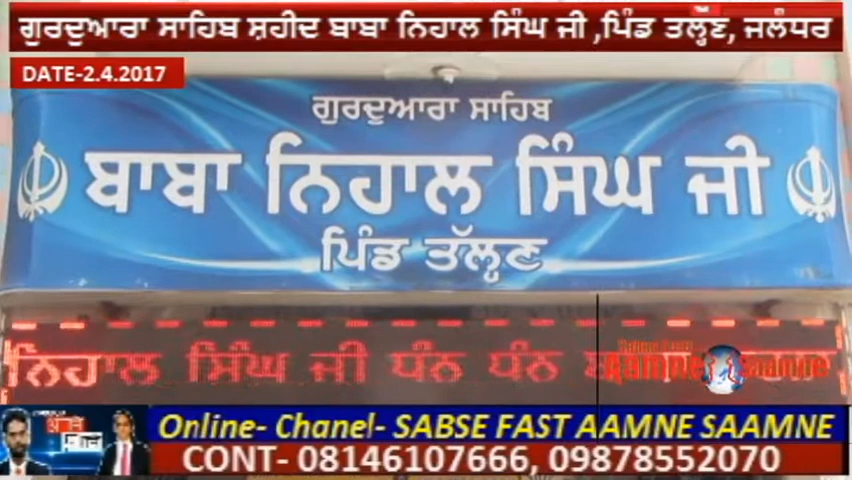 ਗੁਰਦੁਆਰਾ ਸਾਹਿਬ ਸ਼ਹੀਦ ਬਾਬਾ ਨਿਹਾਲ ਸਿੰਘ ਜੀ ,ਪਿੰਡ ਤਲ੍ਹੱਣ, ਜਲੰਧਰ
DATE-2.4.2017
ਗੁਰਦੁਆਰਾ ਸਾਹਿਬ
ਬਾਬਾ ਨਿਹਾਲ ਸਿੰਘ ਜੀ
ਪਿੰਡ ਤੱਲ੍ਹਣ
ਨਿਹਾਲ ਸਿੰਘ ਜੀ ਧੰਨ ਧੰਨ
AAMNE SAAMNE
Online- Chanel- SABSE FAST AAMNE SAAMNE
CONT- 08146107666, 09878552070